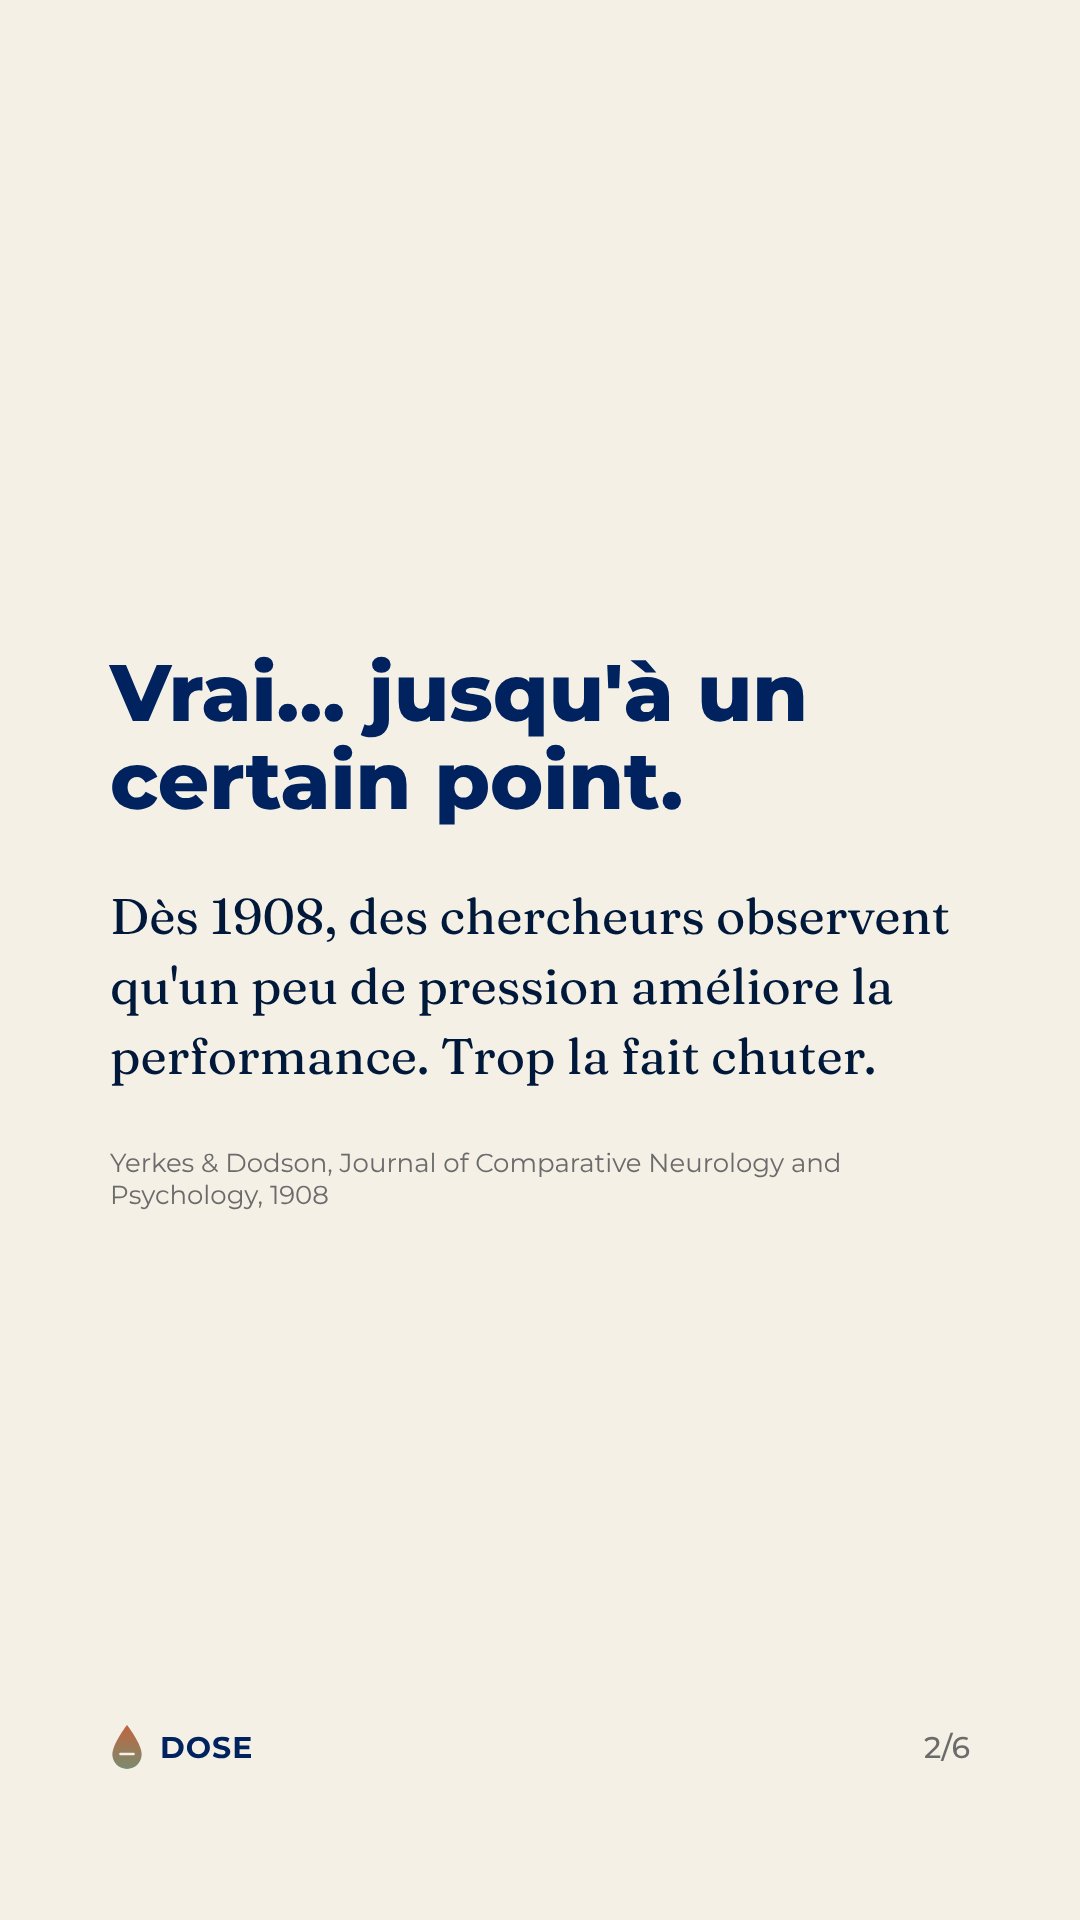 Vrai... jusqu'à un
certain point.
Dès 1908, des chercheurs observent
qu'un peu de pression améliore la
performance. Trop la fait chuter.
Yerkes & Dodson, Journal of Comparative Neurology and
Psychology, 1908
DOSE
2/6